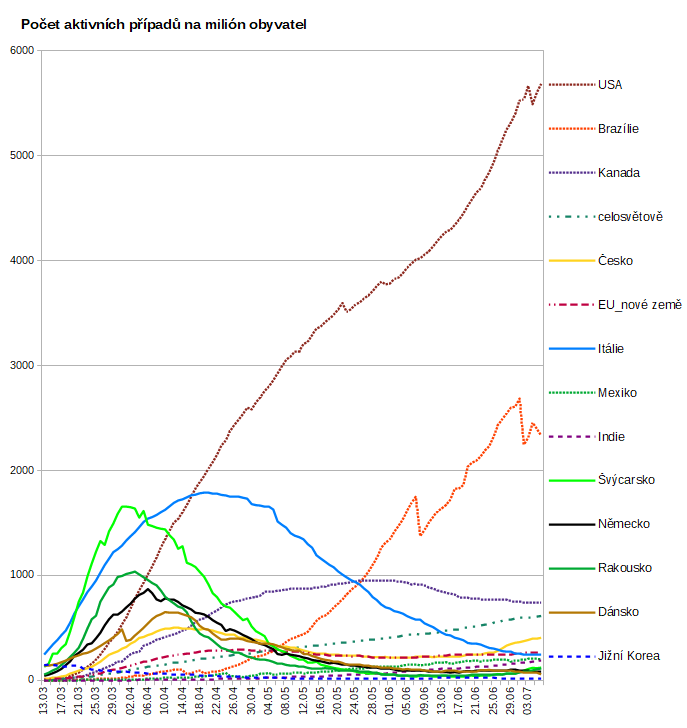 Počet aktivních případů na milión obyvatel
6000
5000
4000
3000
2000
1000
0
USA
Brazílie
Kanada
celosvětově
Česko
EU_nové země
Itálie
Mexiko
Indie
Švýcarsko
Německo
Rakousko
Dánsko
Jižní Korea
13.03
17.03
21.03
25.03
29.03
02.04
06.04
10.04
14.04
18.04
22.04
26.04
30.04
04.05
08.05
12.05
16.05
20.05
24.05
28.05
01.06
05.06
09.06
13.06
17.06
21.06
25.06
29.06
03.07